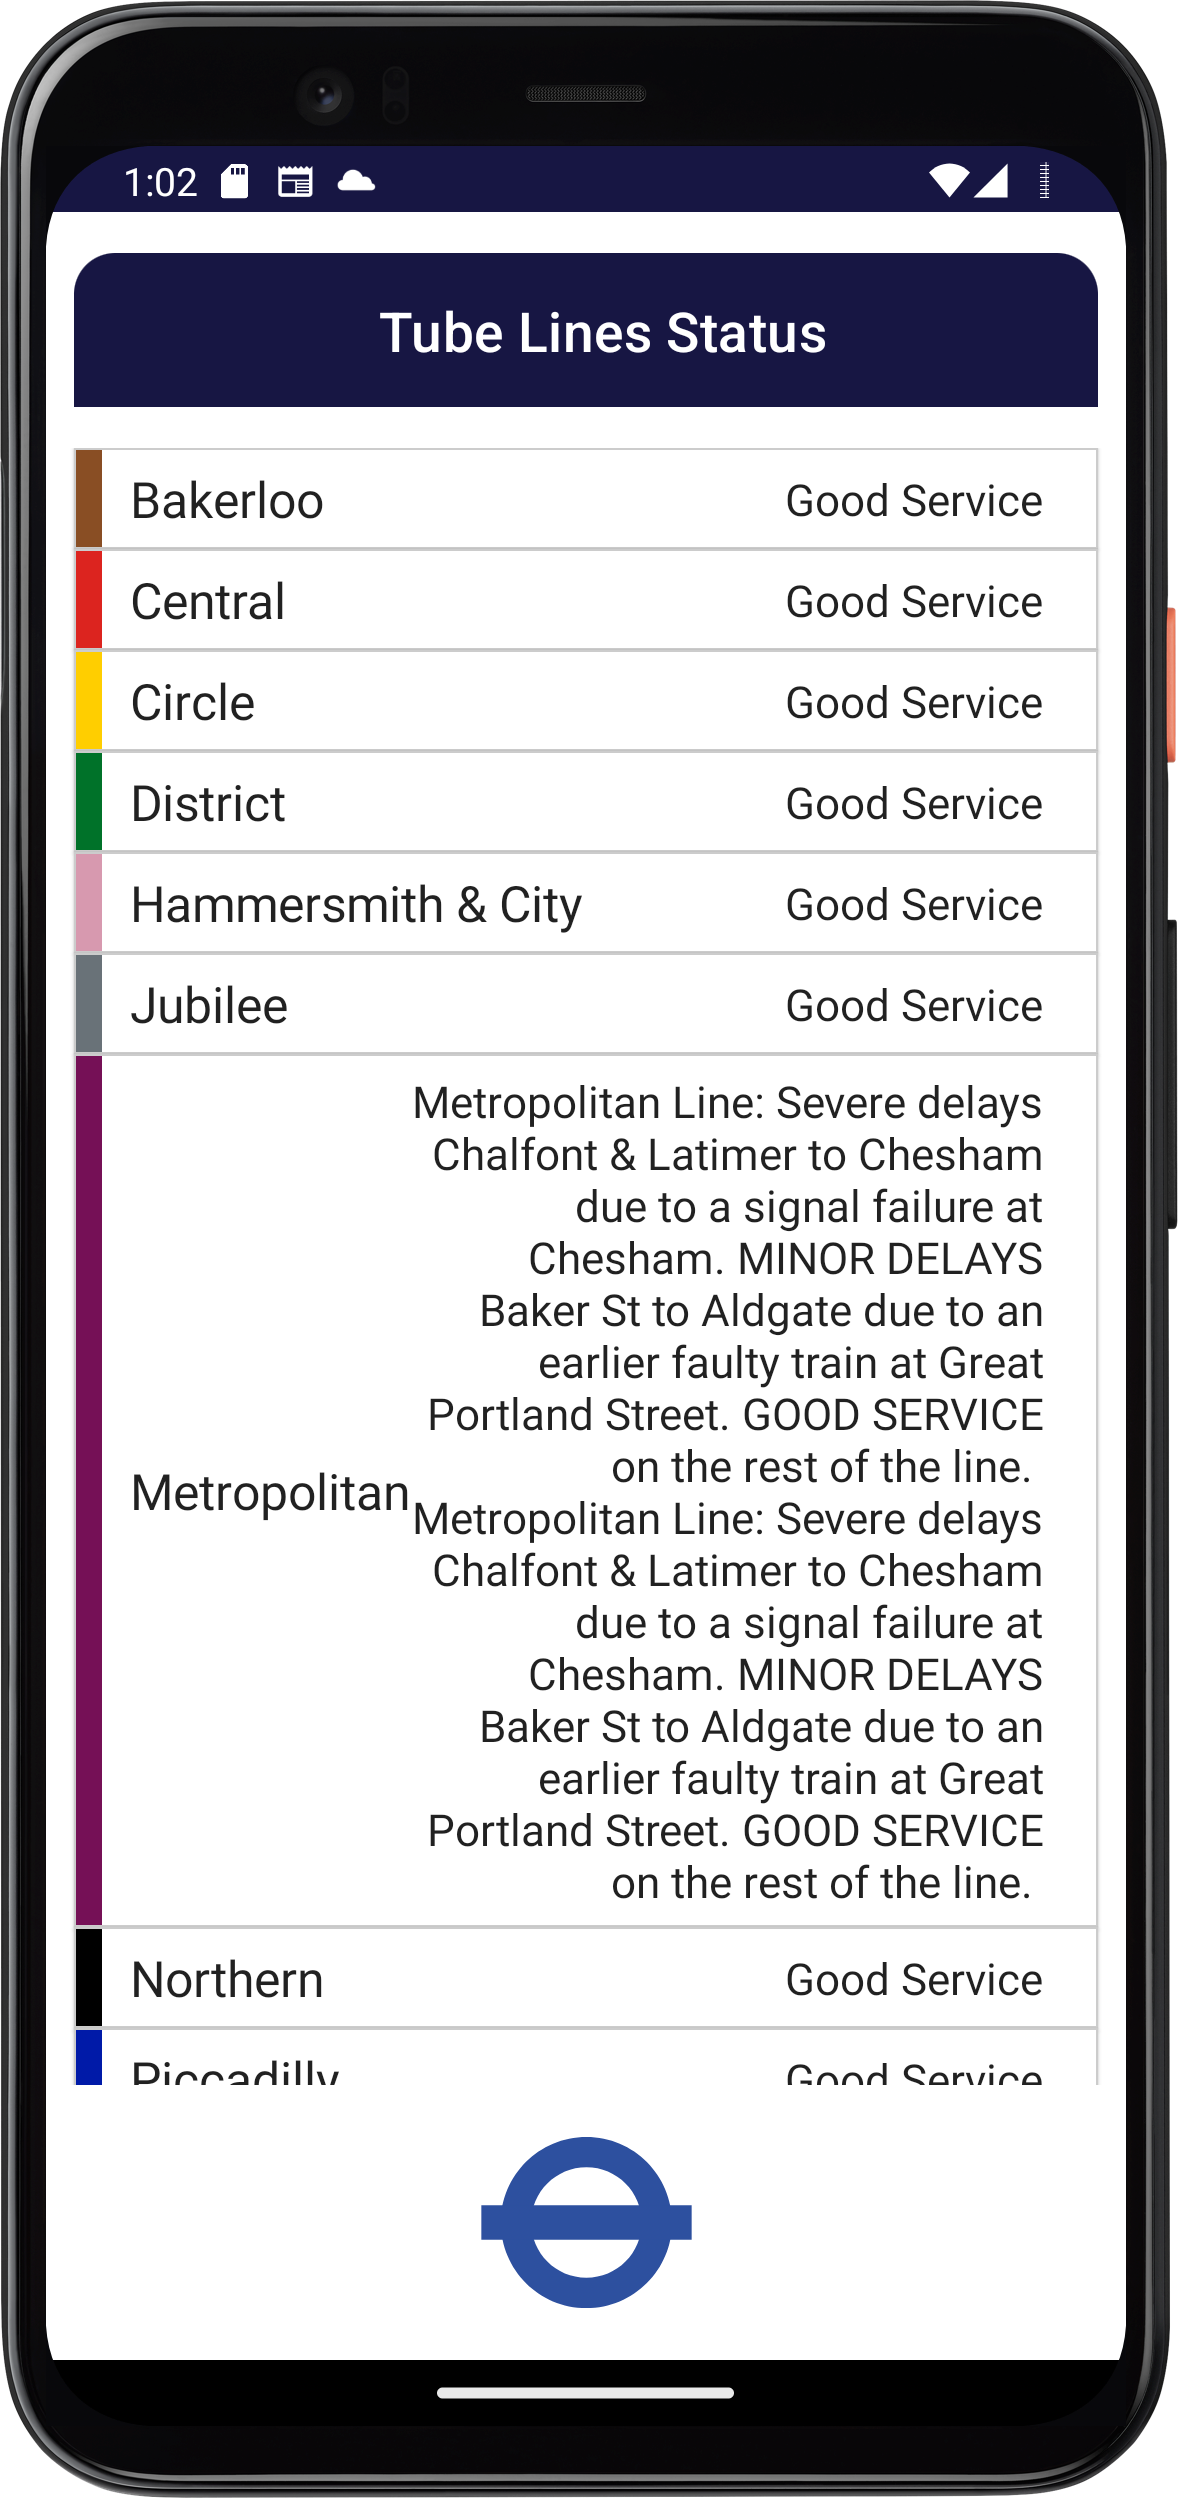 1:02
Tube Lines Status
Bakerloo Good Service
Central Good Service
Circle Good Service
District Good Service
Hammersmith & City Good Service
Jubilee Good Service
Metropolitan
Metropolitan Line: Severe delays
Chalfont & Latimer to Chesham
due to a signal failure at
Chesham. MINOR DELAYS
Baker St to Aldgate due to an
earlier faulty train at Great
Portland Street. GOOD SERVICE
on the rest of the line.
Metropolitan Line: Severe delays
Chalfont & Latimer to Chesham
due to a signal failure at
Chesham. MINOR DELAYS
Baker St to Aldgate due to an
earlier faulty train at Great
Portland Street. GOOD SERVICE
on the rest of the line.
Northern Good Service
Piccadilly Good Service